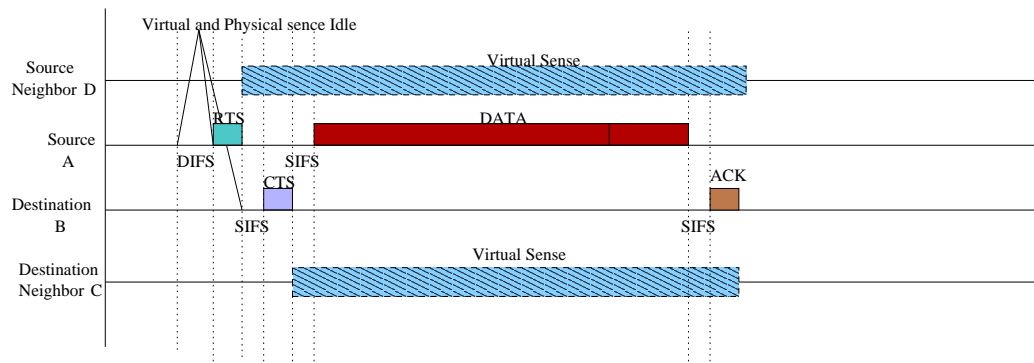 Virtual and Physical sence Idle
Source
Neighbor D
Virtual Sense
RTS
DATA
Source
A
DIFS
SIFS
CTS
ACK
Destination
B
SIFS
SIFS
Destination
Neighbor C
Virtual Sense